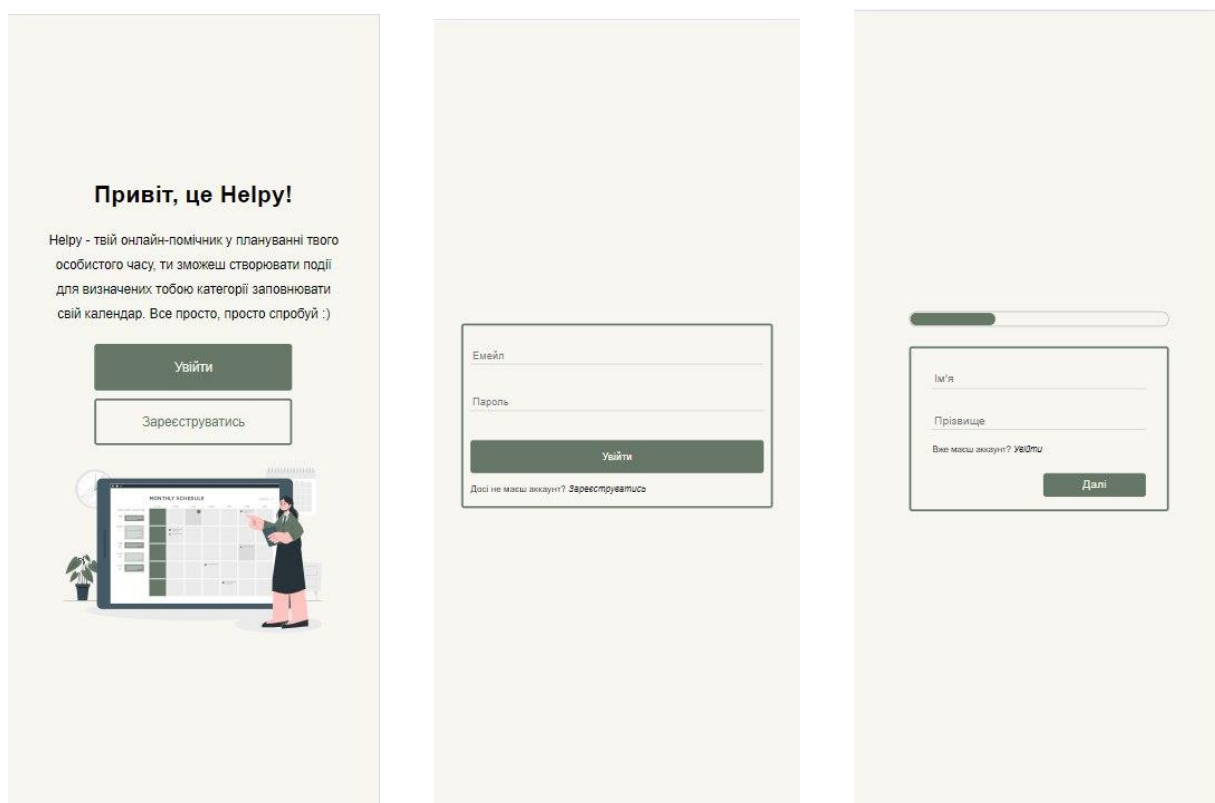 Привіт, це Helpy!
Helpy - твій онлайн-помічник у плануванні твого
особистого часу, ти зможеш створювати події
для визначених тобою категорії заповнювати
свій календар. Все просто, просто спробуй :)
Увійти
Зареєструватись
MONTHLY SCHEDULE
Емейл
Пароль
Увійти
Досі не маєш аккаунт? Зареєструватись
Ім'я
Прізвище
Вже маєш аккаунт? Увійти
Далі